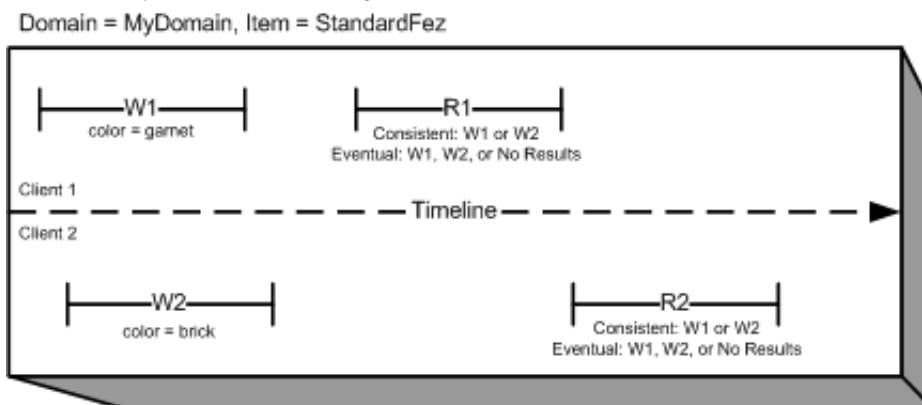 Domain = MyDomain, Item = StandardFez
W1
color = garnet
R1
Consistent: W1 or W2
Eventual: W1, W2, or No Results
Client 1
Timeline
Client 2
W2
color = brick
R2
Consistent: W1 or W2
Eventual: W1, W2, or No Results